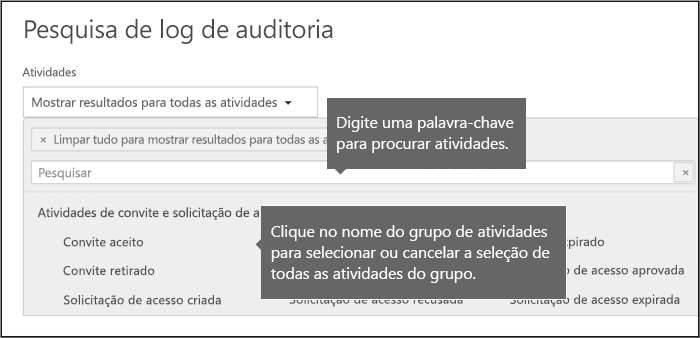 Pesquisa de log de auditoria
Atividades
Mostrar resultados para todas as atividades
Digite uma palavra-chave
para procurar atividades.
× Limpar tudo para mostrar resultados para todas as
Pesquisar
×
Atividades de convite e solicitação de
Clique no nome do grupo de atividades
para selecionar ou cancelar a seleção de
todas as atividades do grupo.
Convite aceito
Convite retirado
de acesso aprovada
Solicitação de acesso criada
Solicitação de acesso recusada
Solicitação de acesso expirada